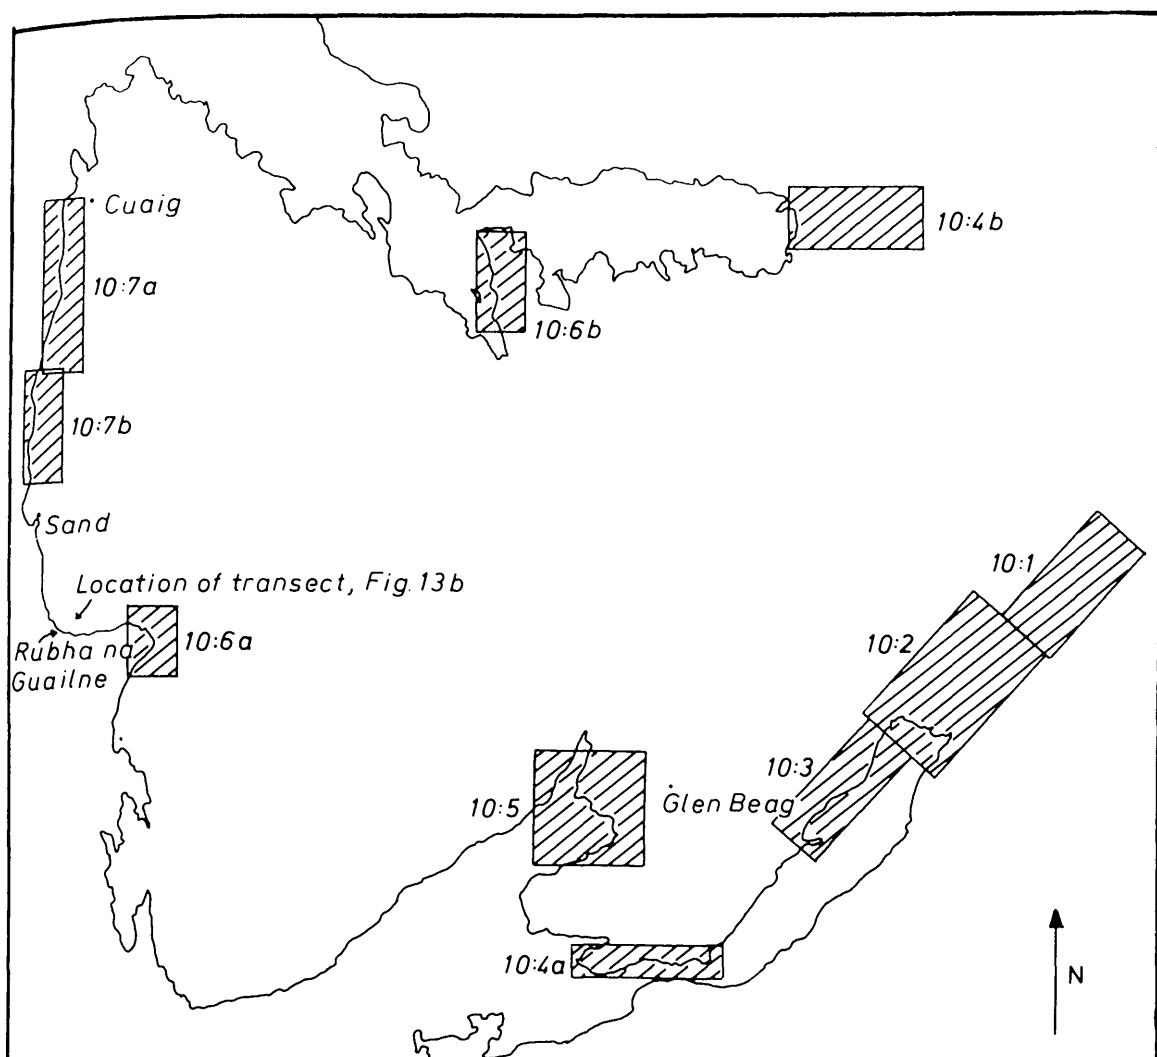 Cuaig
10:4b
10:7a
10:6b
10:7b
Sand
10:1
Location of transect, Fig. 13b
10:2
Rubha na
Guailne
10:6a
10:3
10:5
Glen Beag
10:4a
N